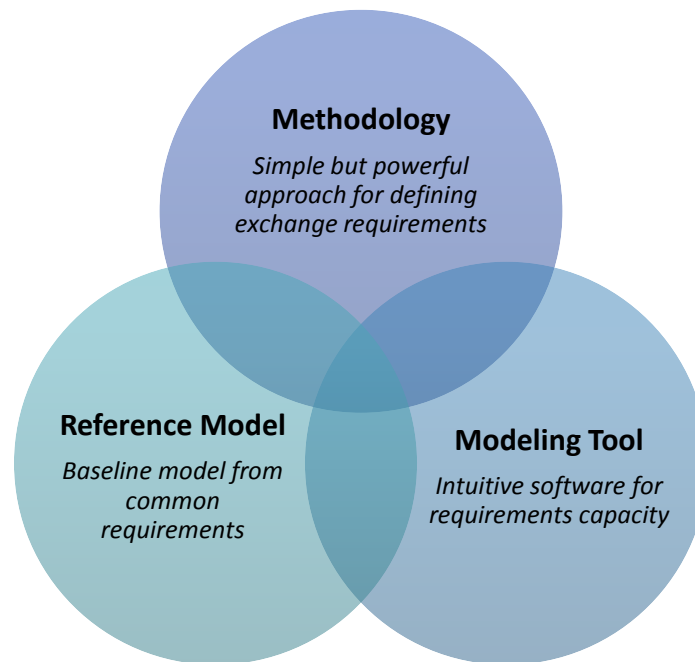 Methodology
Simple but powerful
approach for defining
exchange requirements
Reference Model
Baseline model from
common
requirements
Modeling Tool
Intuitive software for
requirements capacity